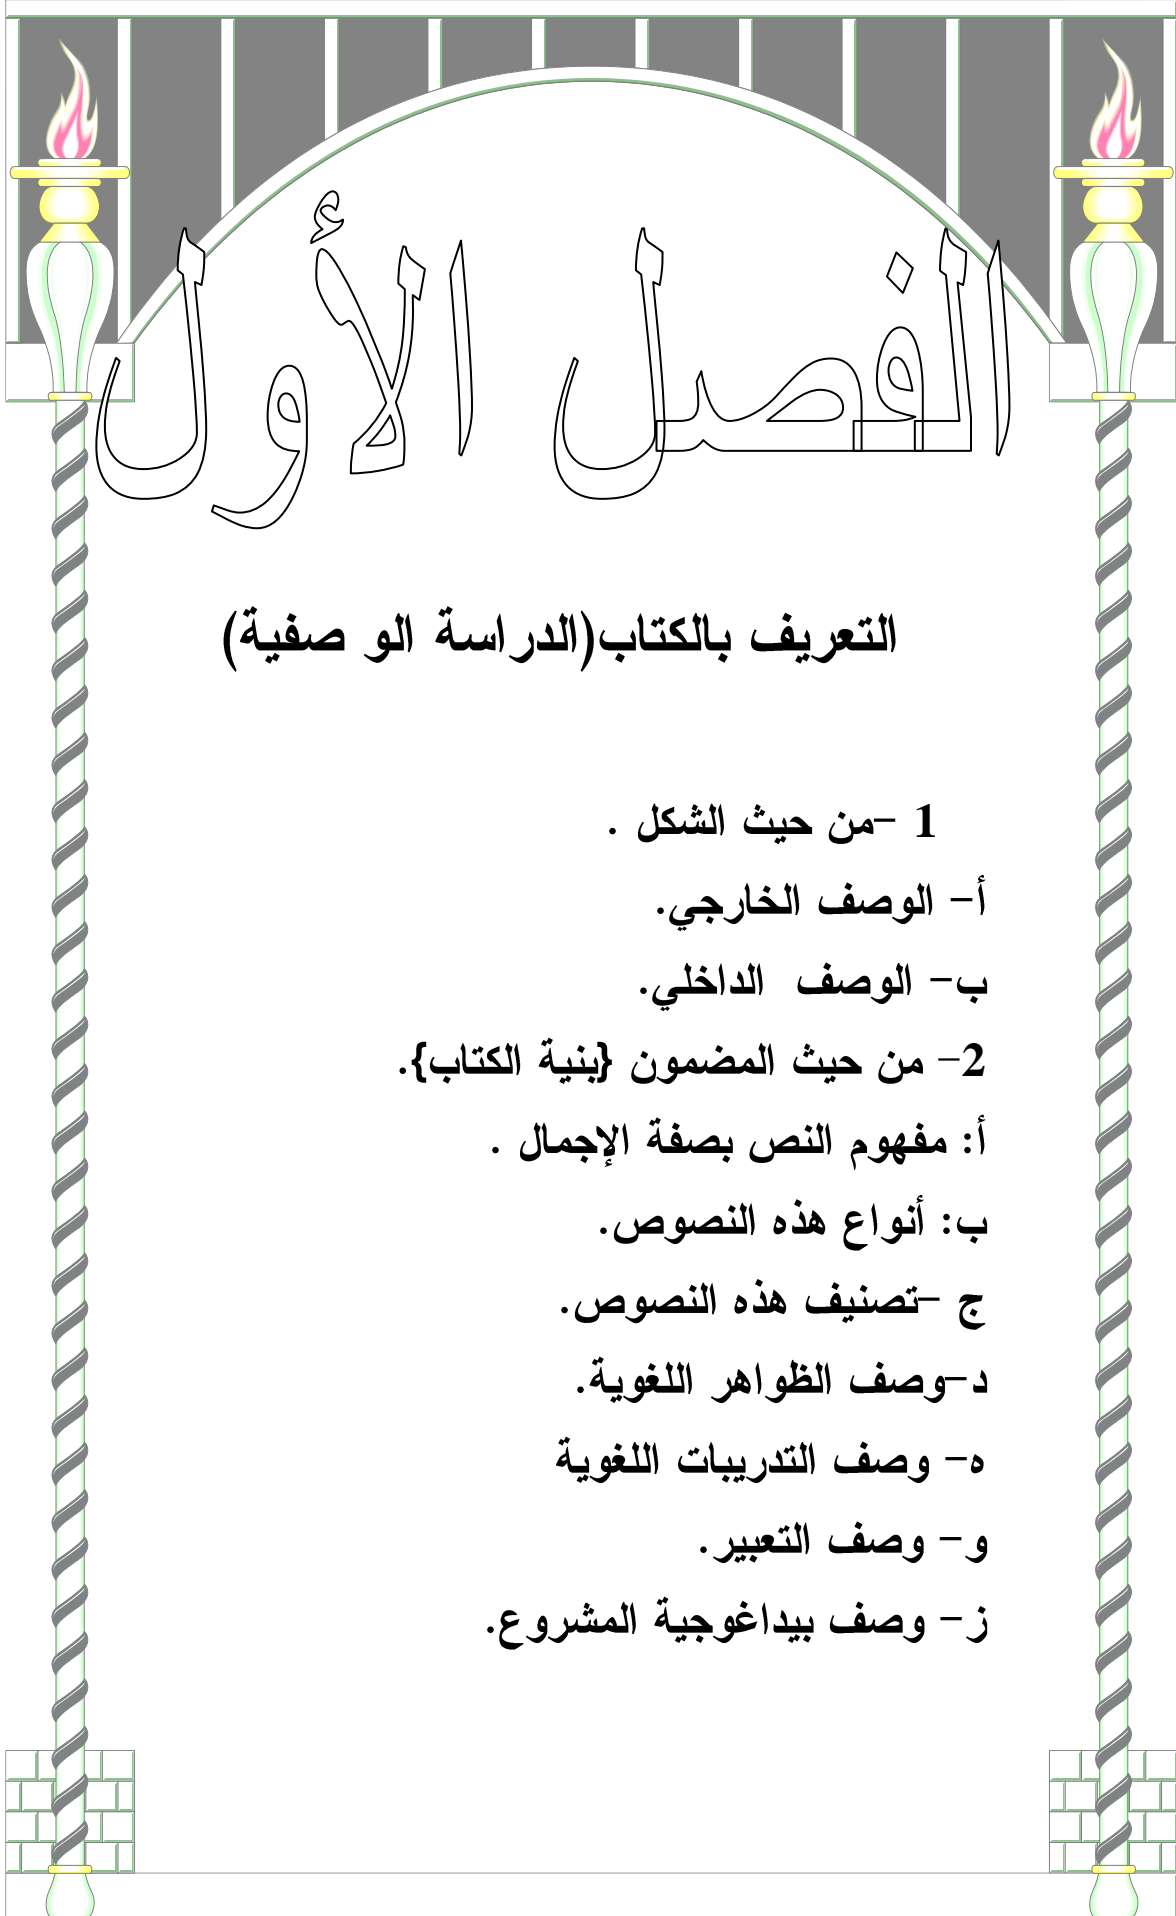 الفصل الأول
التعريف بالكتاب(الدراسة الو صفية)
1 -من حيث الشكل .
أ- الوصف الخارجي.
ب- الوصف الداخلي.
2- من حيث المضمون {بنية الكتاب}.
أ: مفهوم النص بصفة الإجمال .
ب: أنواع هذه النصوص.
ج -تصنيف هذه النصوص.
د-وصف الظواهر اللغوية.
ه- وصف التدريبات اللغوية
و- وصف التعبير.
ز- وصف بيداغوجية المشروع.